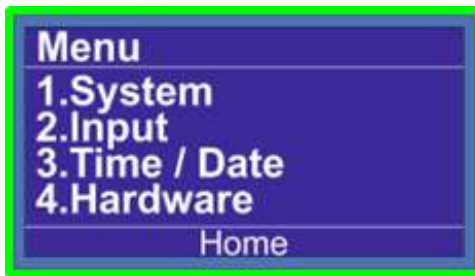 Menu
1.System
2.Input
3.Time / Date
4.Hardware
Home